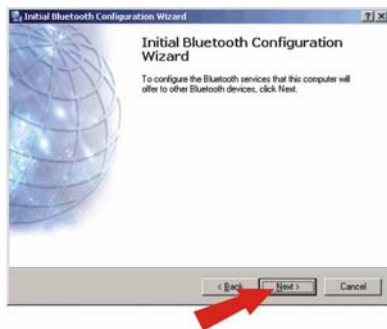 Initial Bluetooth Configuration Wizard
Initial Bluetooth Configuration
Wizard
To configure the Bluetooth services that this computer will
offer to other Bluetooth devices, click Next.
< Back
Next >
Cancel